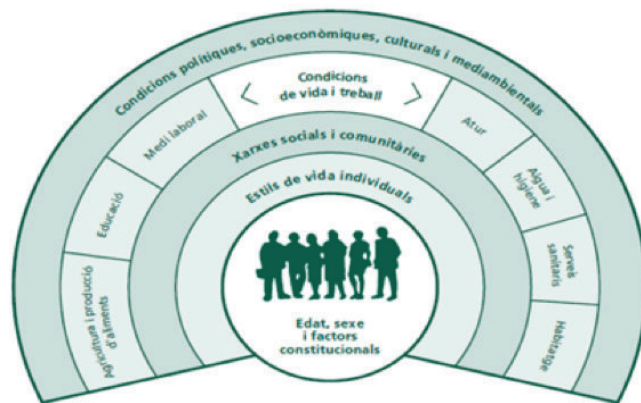 Condicions polítiques, socioeconòmiques, culturals i mediambientals
Condicions
de vida i treball
Agricultura i producció
d'aliments
Educació
Medi laboral
Atur
Aigua i
higiene
Serveis
sanitaris
Habitatge
Xarxes socials i comunitàries
Estils de vida individuals
Edat, sexe
i factors
constitucionals